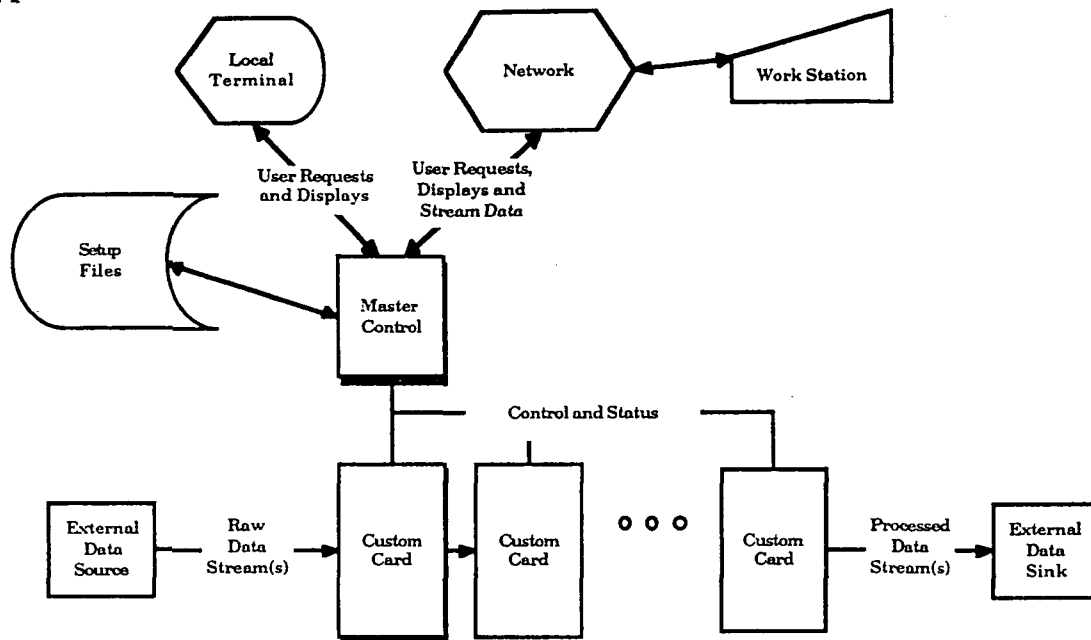 Local
Terminal
Network
Work Station
User Requests
and Displays
User Requests,
Displays and
Stream Data
Setup
Files
Master
Control
Control and Status
External
Data
Source
Raw
Data
Stream(s)
Custom
Card
Custom
Card
Custom
Card
Processed
Data
Stream(s)
External
Data
Sink